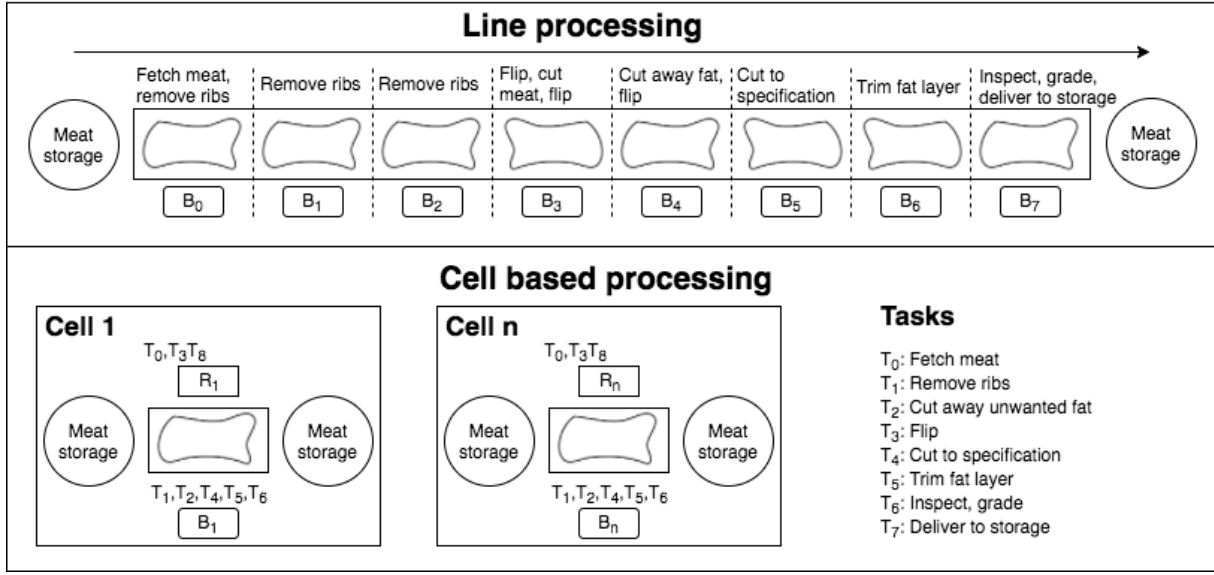 Line processing
Fetch meat,
remove ribs
Remove ribs
Remove ribs
Flip, cut
meat, flip
Cut away fat,
flip
Cut to
specification
Trim fat layer
Inspect, grade,
deliver to storage
Meat
storage
Meat
storage
B₀
B₁
B₂
B₃
B₄
B₅
B₆
B₇
Cell based processing
Cell 1
T₀,T₃T₈
R₁
Meat
storage
Meat
storage
T₁,T₂,T₄,T₅,T₆
B₁
Cell n
T₀,T₃T₈
Rₙ
Meat
storage
Meat
storage
T₁,T₂,T₄,T₅,T₆
Bₙ
Tasks
T₀: Fetch meat
T₁: Remove ribs
T₂: Cut away unwanted fat
T₃: Flip
T₄: Cut to specification
T₅: Trim fat layer
T₆: Inspect, grade
T₇: Deliver to storage